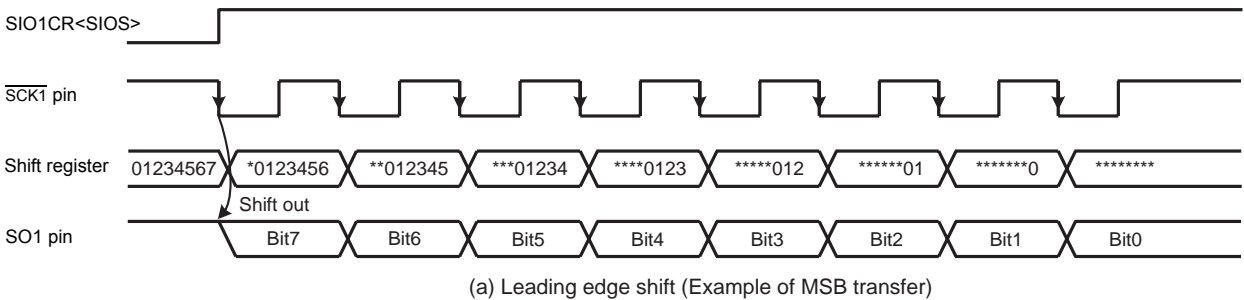 SIO1CR<SIOS>
SCK1 pin
Shift register 01234567 *0123456 **012345 ***01234 ****0123 *****012 ******01 *******0 ********
Shift out
SO1 pin Bit7 Bit6 Bit5 Bit4 Bit3 Bit2 Bit1 Bit0
(a) Leading edge shift (Example of MSB transfer)